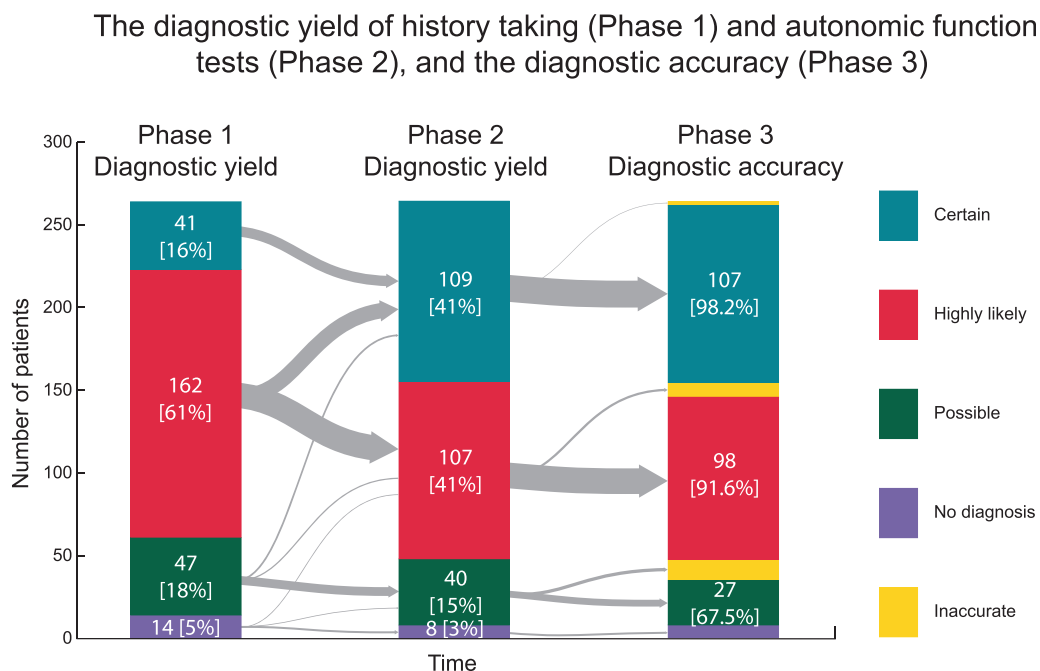 The diagnostic yield of history taking (Phase 1) and autonomic function
tests (Phase 2), and the diagnostic accuracy (Phase 3)
Phase 1
Diagnostic yield
Phase 2
Diagnostic yield
Phase 3
Diagnostic accuracy
Number of patients
300
250
200
150
100
50
0
41
[16%]
162
[61%]
47
[18%]
14 [5%]
109
[41%]
107
[41%]
40
[15%]
8 [3%]
107
[98.2%]
98
[91.6%]
27
[67.5%]
Time
Certain
Highly likely
Possible
No diagnosis
Inaccurate